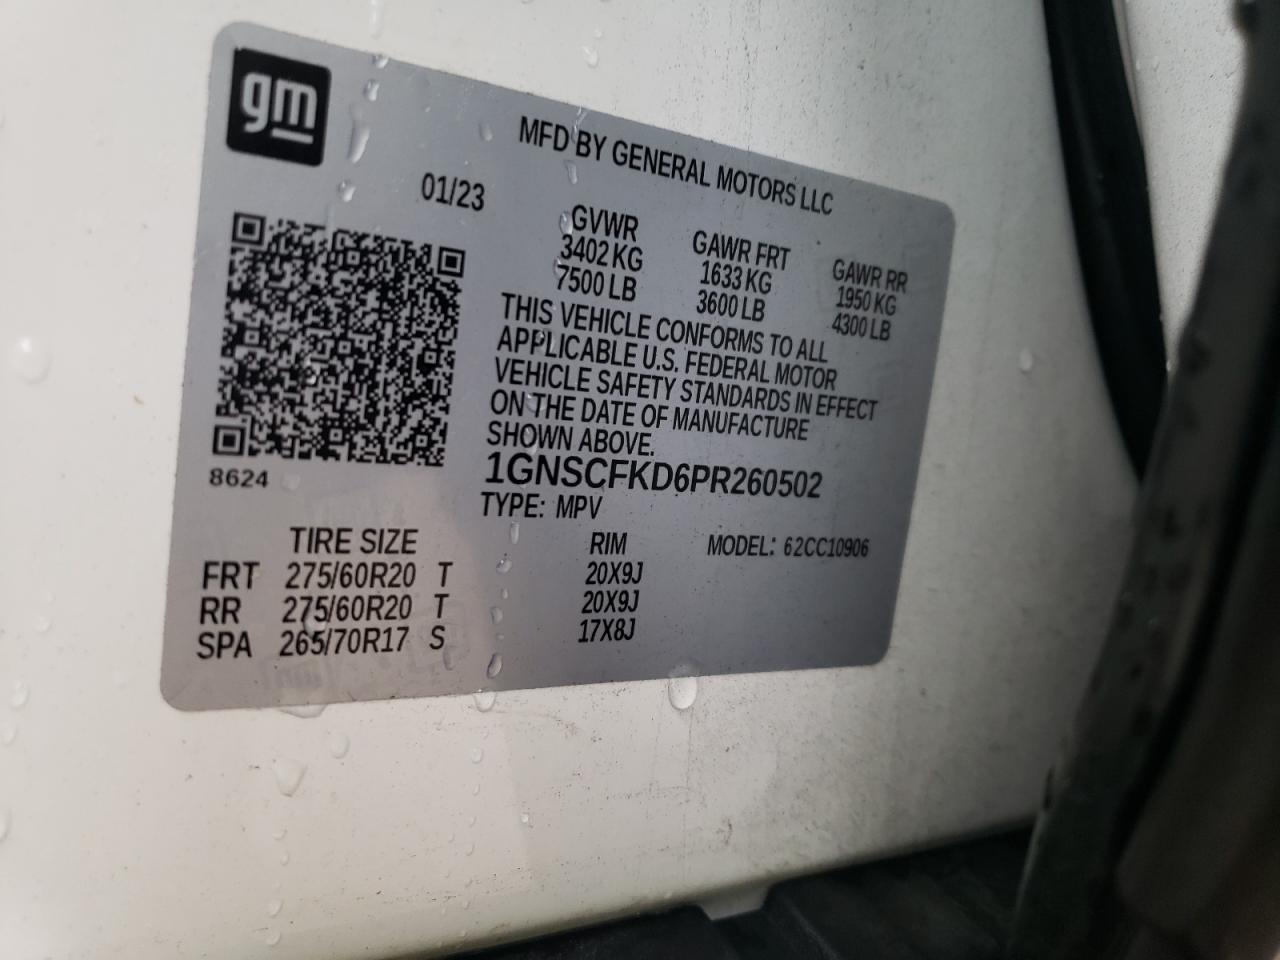 gm
MFD BY GENERAL MOTORS LLC
01/23
GVWR GAWR FRT GAWR RR
3402 KG 1633 KG 1950 KG
7500 LB 3600 LB 4300 LB
THIS VEHICLE CONFORMS TO ALL
APPLICABLE U.S. FEDERAL MOTOR
VEHICLE SAFETY STANDARDS IN EFFECT
ON THE DATE OF MANUFACTURE
SHOWN ABOVE.
8624
1GNSCFKD6PR260502
TYPE: MPV
MODEL: 62CC10906
TIRE SIZE RIM
FRT 275/60R20 T 20X9J
RR 275/60R20 T 20X9J
SPA 265/70R17 S 17X8J